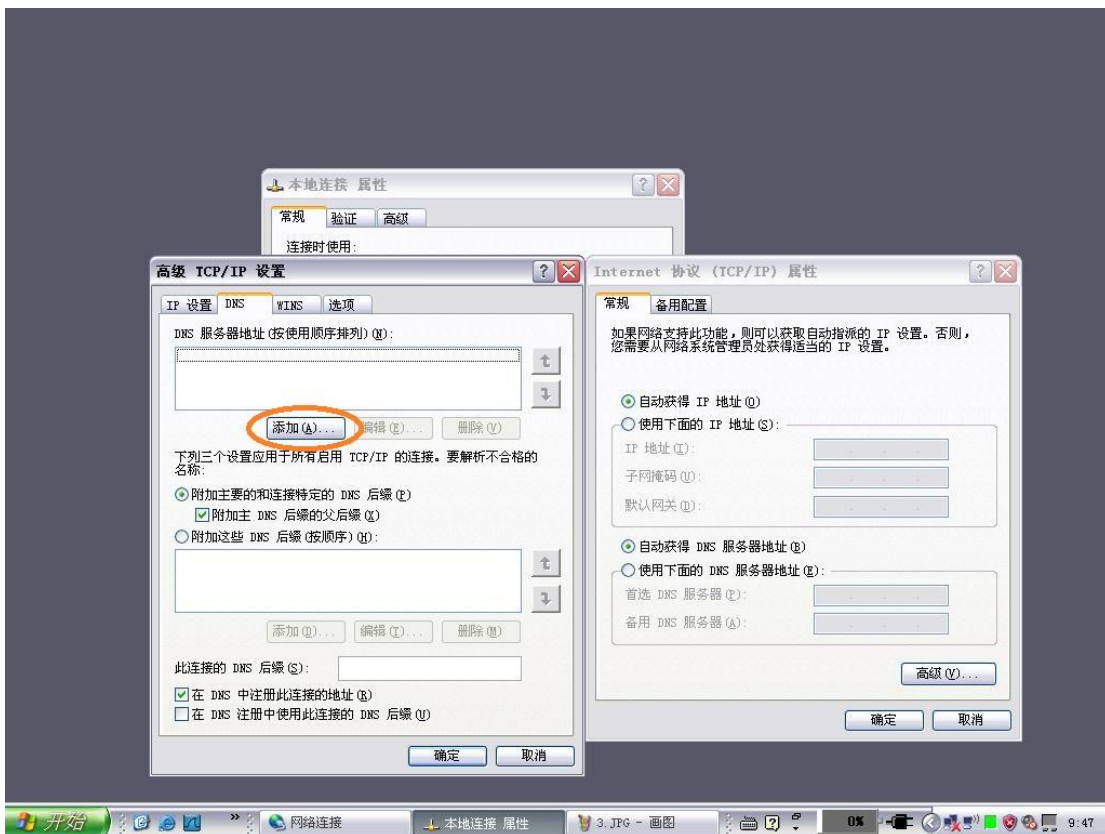 本地连接 属性
常规 验证 高级
连接时使用:
高级 TCP/IP 设置
IP 设置 DNS WINS 选项
DNS 服务器地址(按使用顺序排列)(N):
添加(A)... 编辑(E)... 删除(V)
下列三个设置应用于所有启用 TCP/IP 的连接。要解析不合格的
名称:
附加主要的和连接特定的 DNS 后缀(P)
附加主 DNS 后缀的父后缀(X)
附加这些 DNS 后缀(按顺序)(H):
添加(D)... 编辑(T)... 删除(M)
此连接的 DNS 后缀(S):
在 DNS 中注册此连接的地址(R)
在 DNS 注册中使用此连接的 DNS 后缀(U)
确定 取消
Internet 协议 (TCP/IP) 属性
常规 备用配置
如果网络支持此功能，则可以获取自动指派的 IP 设置。否则，
您需要从网络系统管理员处获得适当的 IP 设置。
自动获得 IP 地址(O)
使用下面的 IP 地址(S):
IP 地址(I):
子网掩码(U):
默认网关(D):
自动获得 DNS 服务器地址(B)
使用下面的 DNS 服务器地址(E):
首选 DNS 服务器(P):
备用 DNS 服务器(A):
高级(V)...
确定 取消
开始 网络连接 本地连接 属性 3.JPG - 画图 0% 9:47